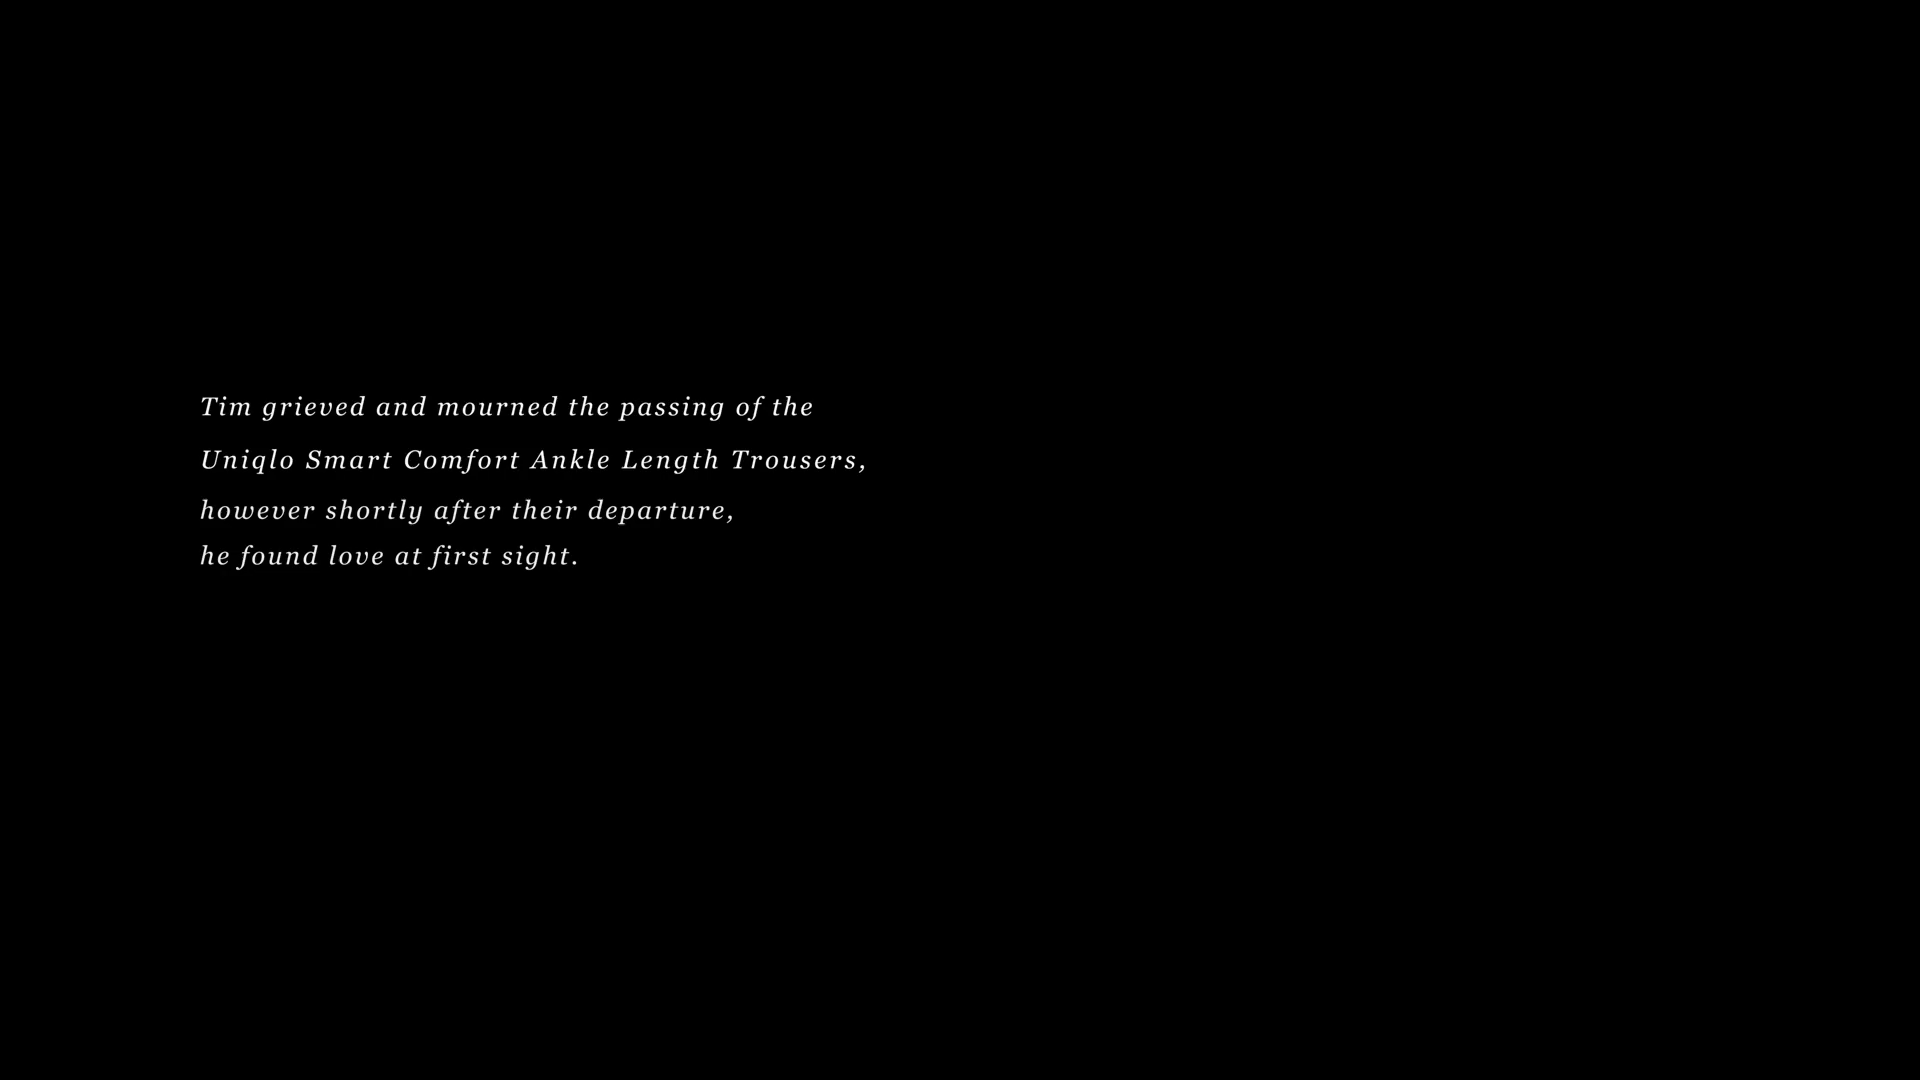 Tim grieved and mourned the passing of the
Uniqlo Smart Comfort Ankle Length Trousers,
however shortly after their departure,
he found love at first sight.